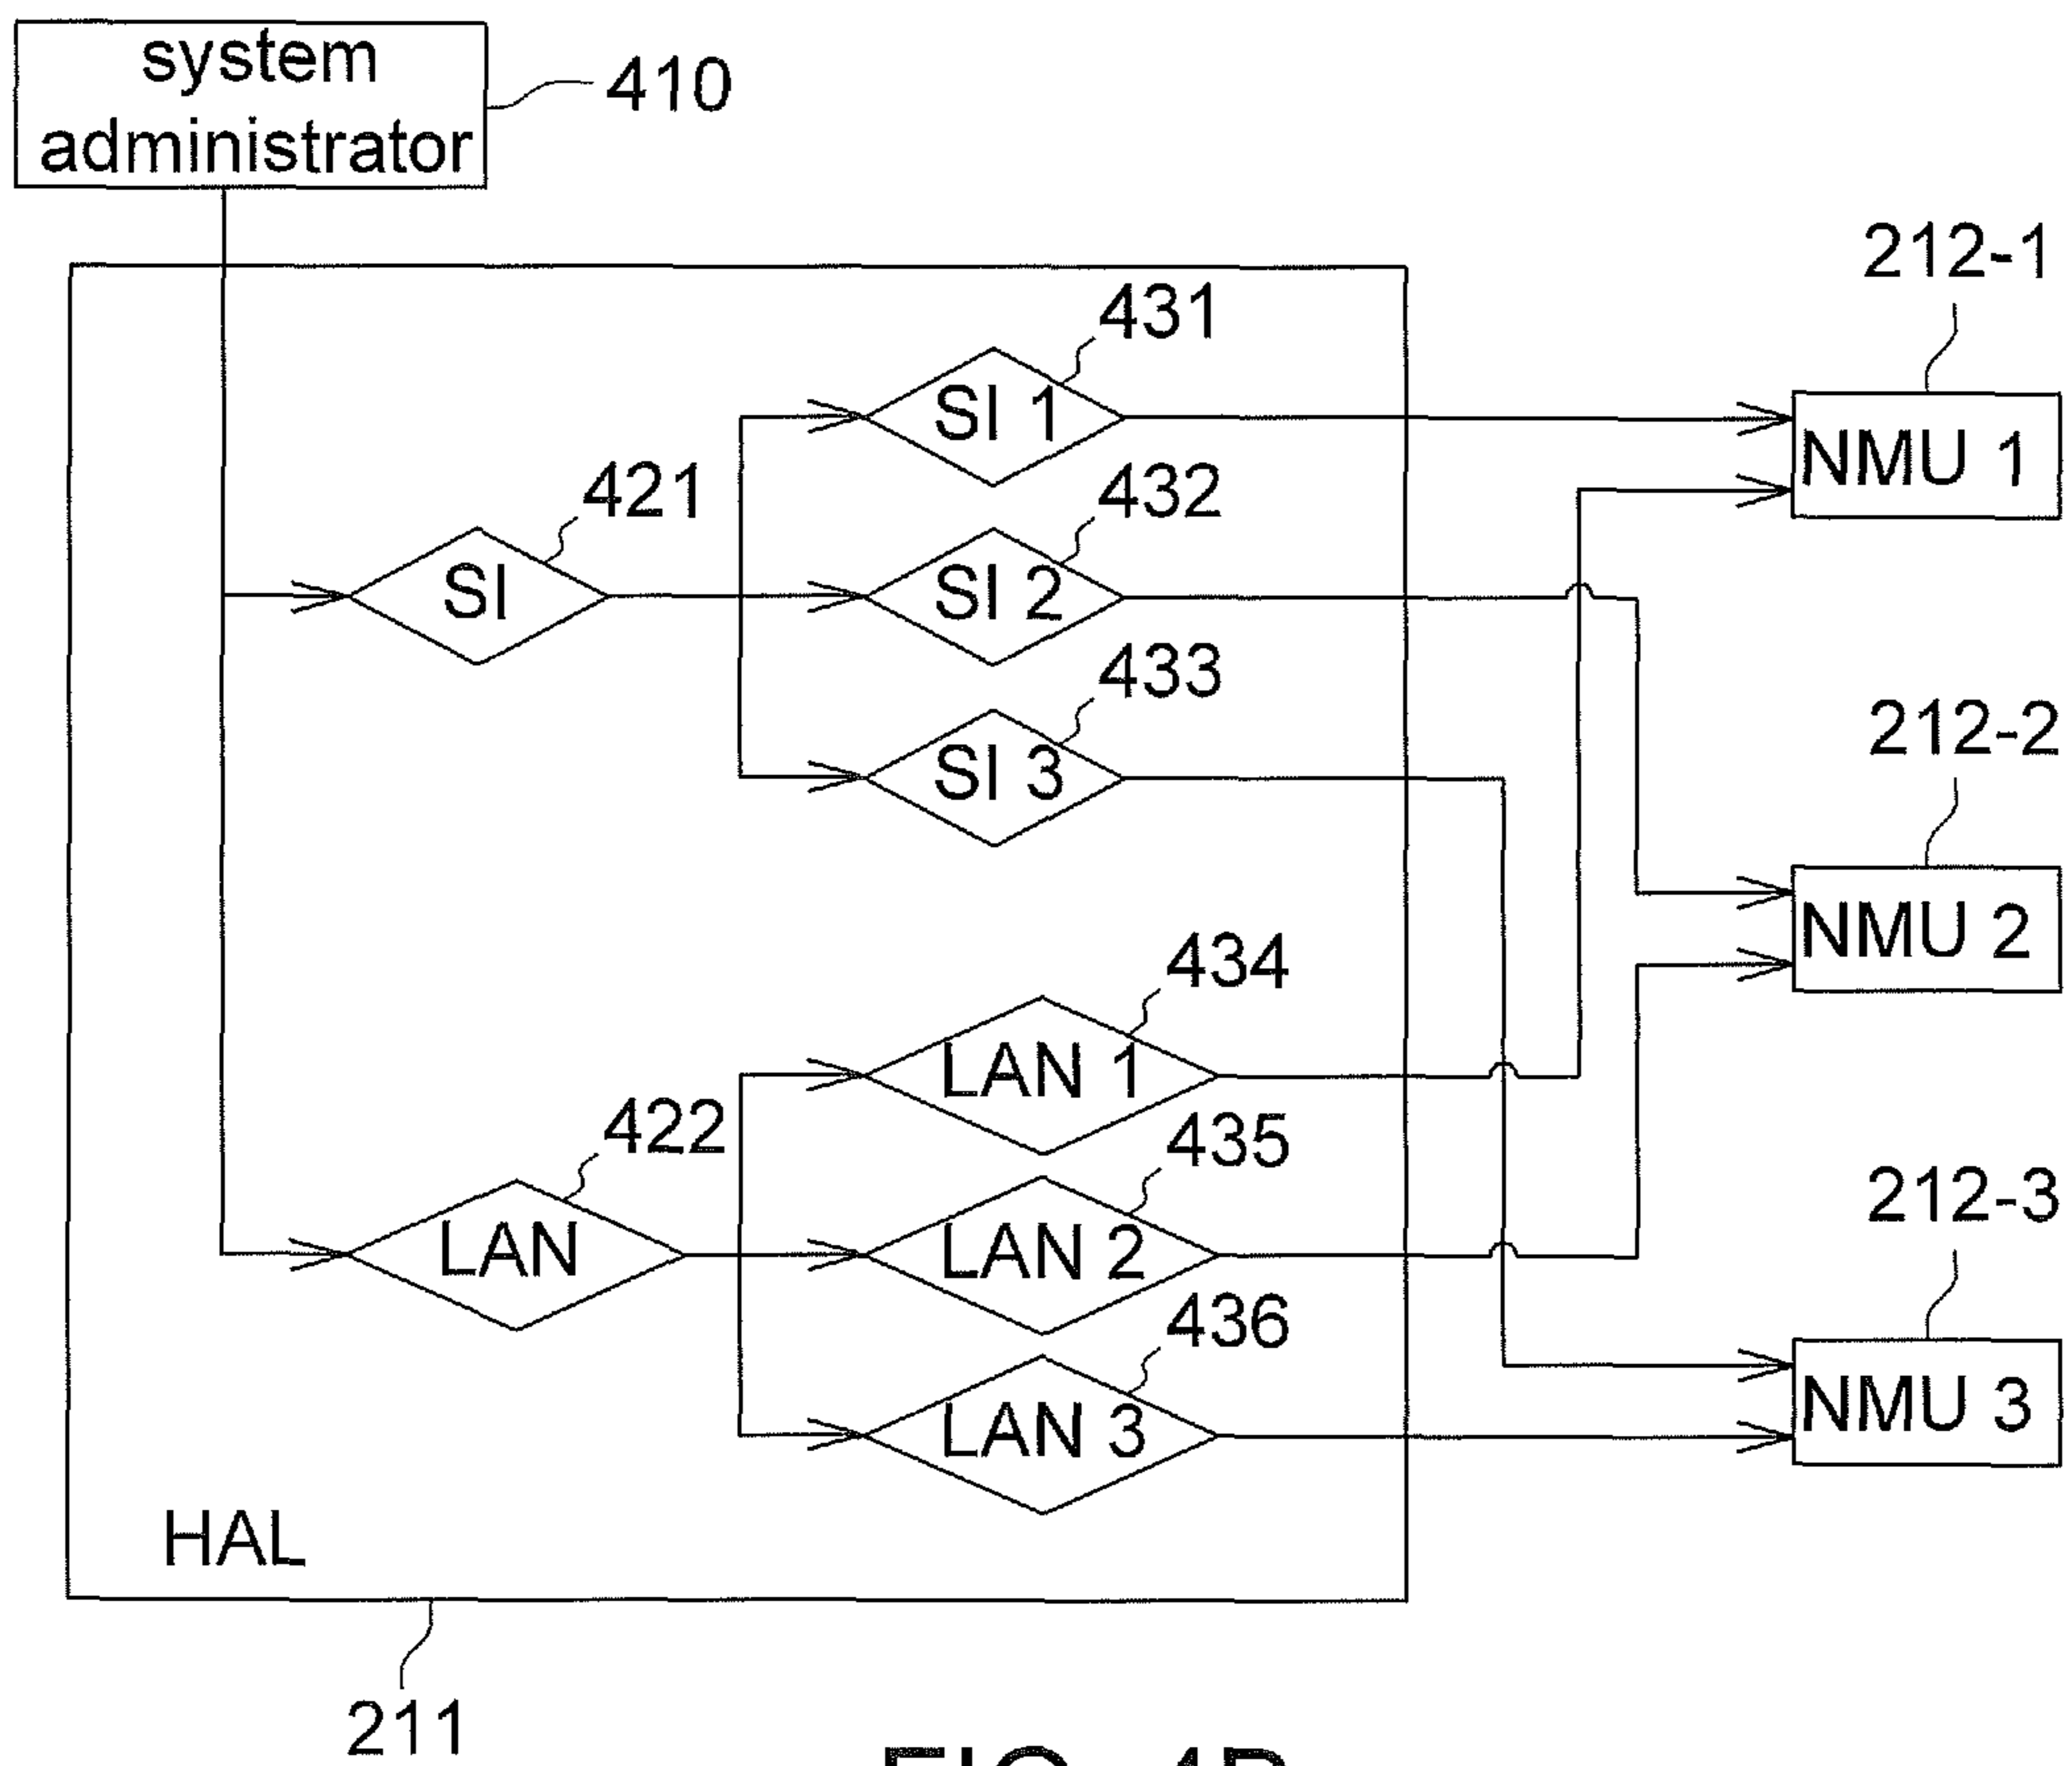 system
administrator
410
212-1
431
SI 1
NMU 1
421
432
SI
SI 2
433
212-2
SI 3
NMU 2
434
LAN 1
422
435
212-3
LAN
LAN 2
436
NMU 3
LAN 3
HAL
211